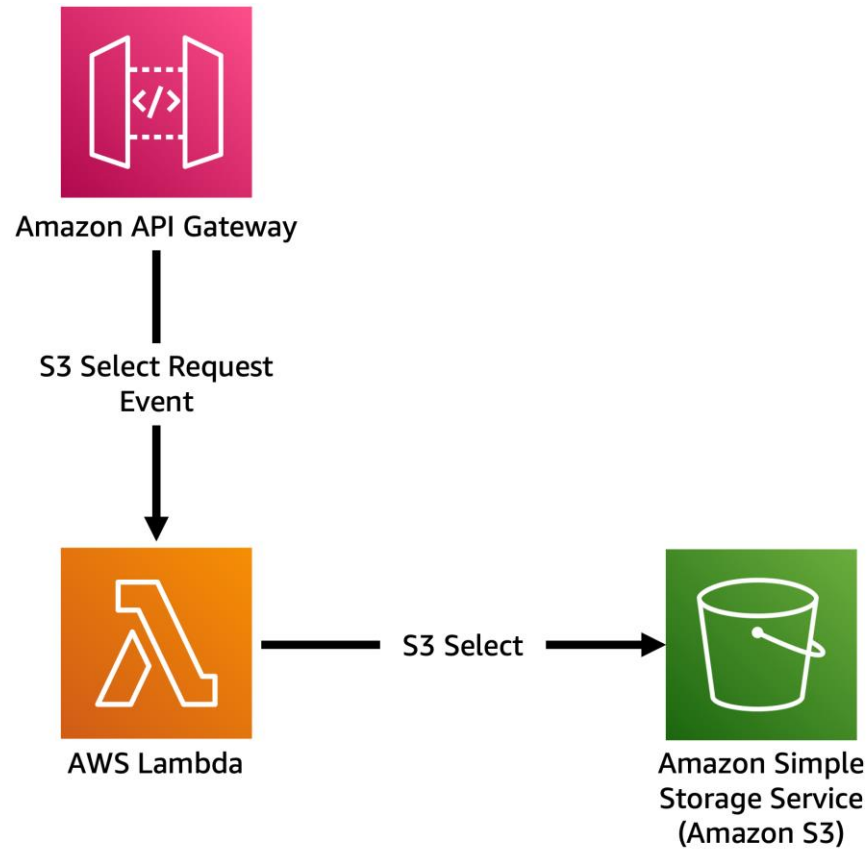 </>
Amazon API Gateway
S3 Select Request
Event
AWS Lambda
S3 Select
Amazon Simple
Storage Service
(Amazon S3)